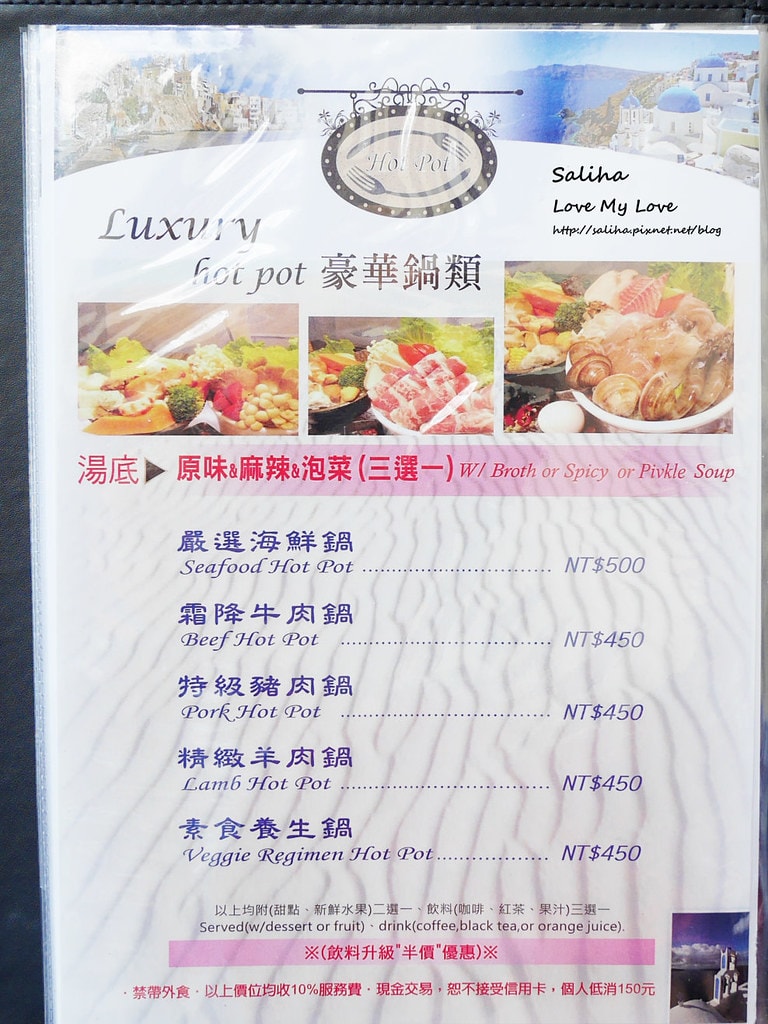 Hot Pot
Saliha
Love My Love
http://saliha.pixnet.net/blog
Luxury
hot pot 豪華鍋類
湯底▶ 原味&麻辣&泡菜(三選一) W/ Broth or Spicy or Pivkle Soup
嚴選海鮮鍋
Seafood Hot Pot .............................. NT$500
霜降牛肉鍋
Beef Hot Pot .................................. NT$450
特級豬肉鍋
Pork Hot Pot .................................. NT$450
精緻羊肉鍋
Lamb Hot Pot .................................. NT$450
素食養生鍋
Veggie Regimen Hot Pot.................. NT$450
以上均附(甜點、新鮮水果)二選一、飲料(咖啡、紅茶、果汁)三選一
Served(w/dessert or fruit)、drink(coffee,black tea,or orange juice).
※(飲料升級"半價"優惠)※
．禁帶外食．以上價位均收10%服務費．現金交易，恕不接受信用卡，個人低消150元